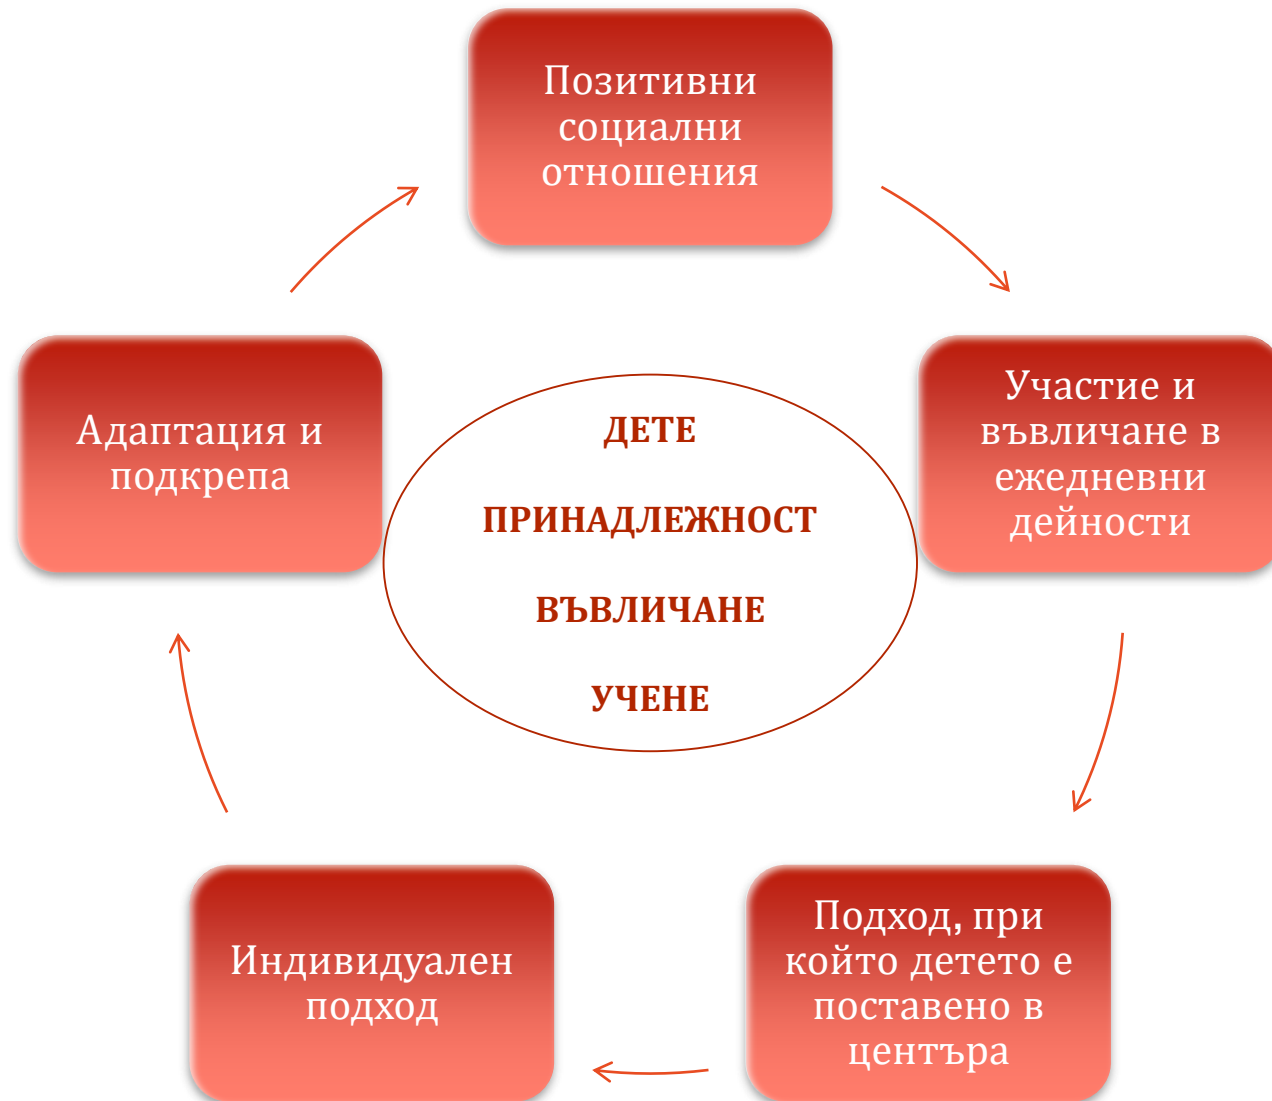 Позитивни
социални
отношения
Участие и
въвличане в
ежедневни
дейности
Подход, при
който детето е
поставено в
центъра
Индивидуален
подход
Адаптация и
подкрепа
ДЕТЕ
ПРИНАДЛЕЖНОСТ
ВЪВЛИЧАНЕ
УЧЕНЕ